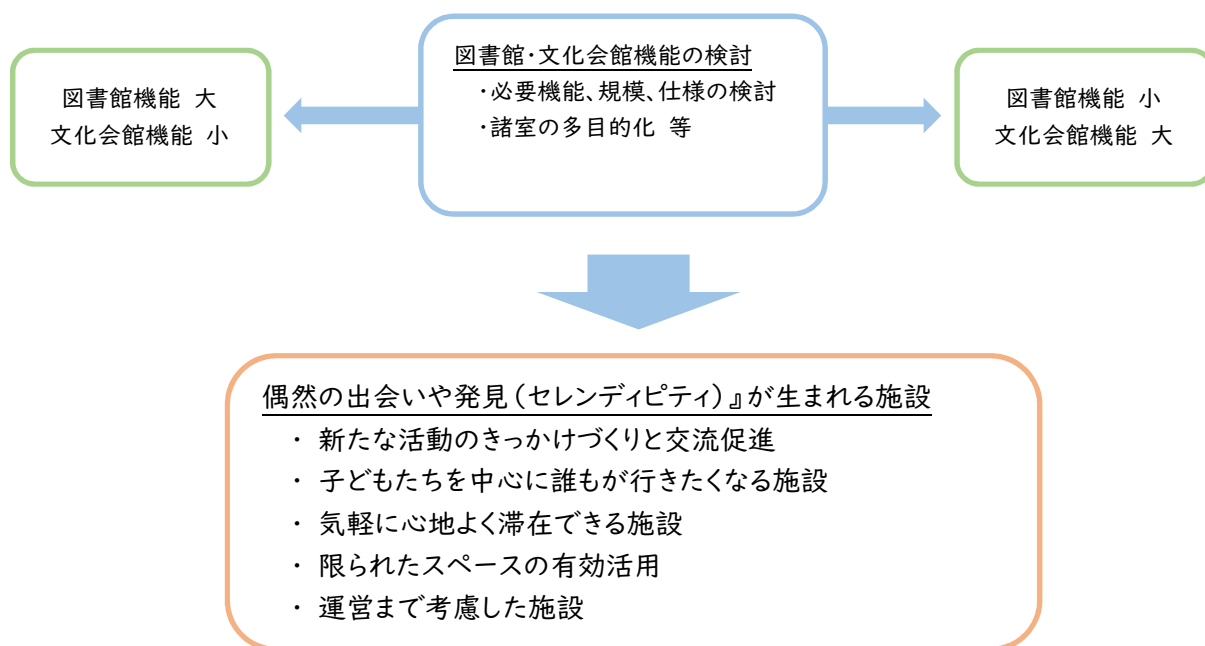 図書館機能 大
文化会館機能 小
図書館・文化会館機能の検討
・必要機能、規模、仕様の検討
・諸室の多目的化 等
図書館機能 小
文化会館機能 大
偶然の出会いや発見(セレンディピティ)』が生まれる施設
・ 新たな活動のきっかけづくりと交流促進
・ 子どもたちを中心に誰もが行きたくなる施設
・ 気軽に心地よく滞在できる施設
・ 限られたスペースの有効活用
・ 運営まで考慮した施設